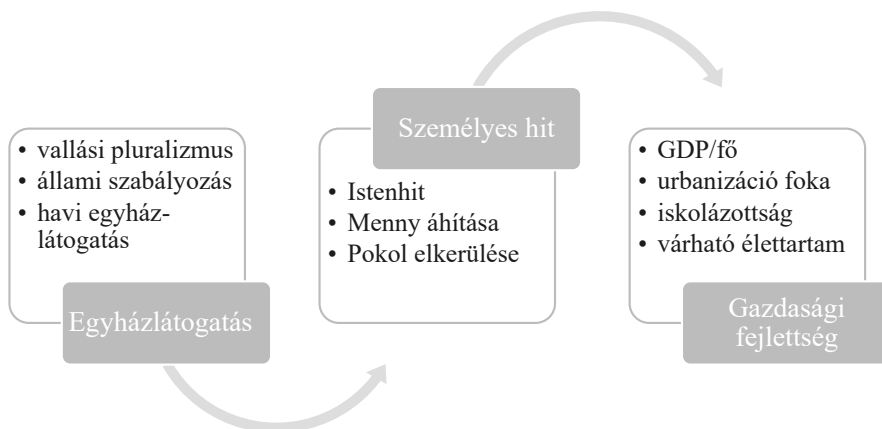 • vallási pluralizmus
• állami szabályozás
• havi egyház-
látogatás
Egyházlátogatás
Személyes hit
• Istenhit
• Menny áhítása
• Pokol elkerülése
• GDP/fő
• urbanizáció foka
• iskolázottság
• várható élettartam
Gazdasági
fejlettség